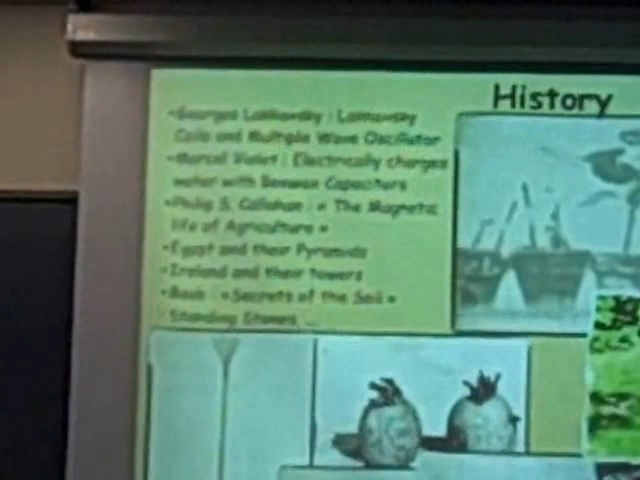 History
•Georges Lakhovsky : Lakhovsky
Coils and Multiple Wave Oscillator
•Marcel Violet : Electrically charges
water with Beeswax Capacitors
•Philip S. Callahan : « The Magnetic
life of Agriculture »
•Egypt and their Pyramids
•Ireland and their towers
•Book : «Secrets of the Soil »
Standing Stones, ...